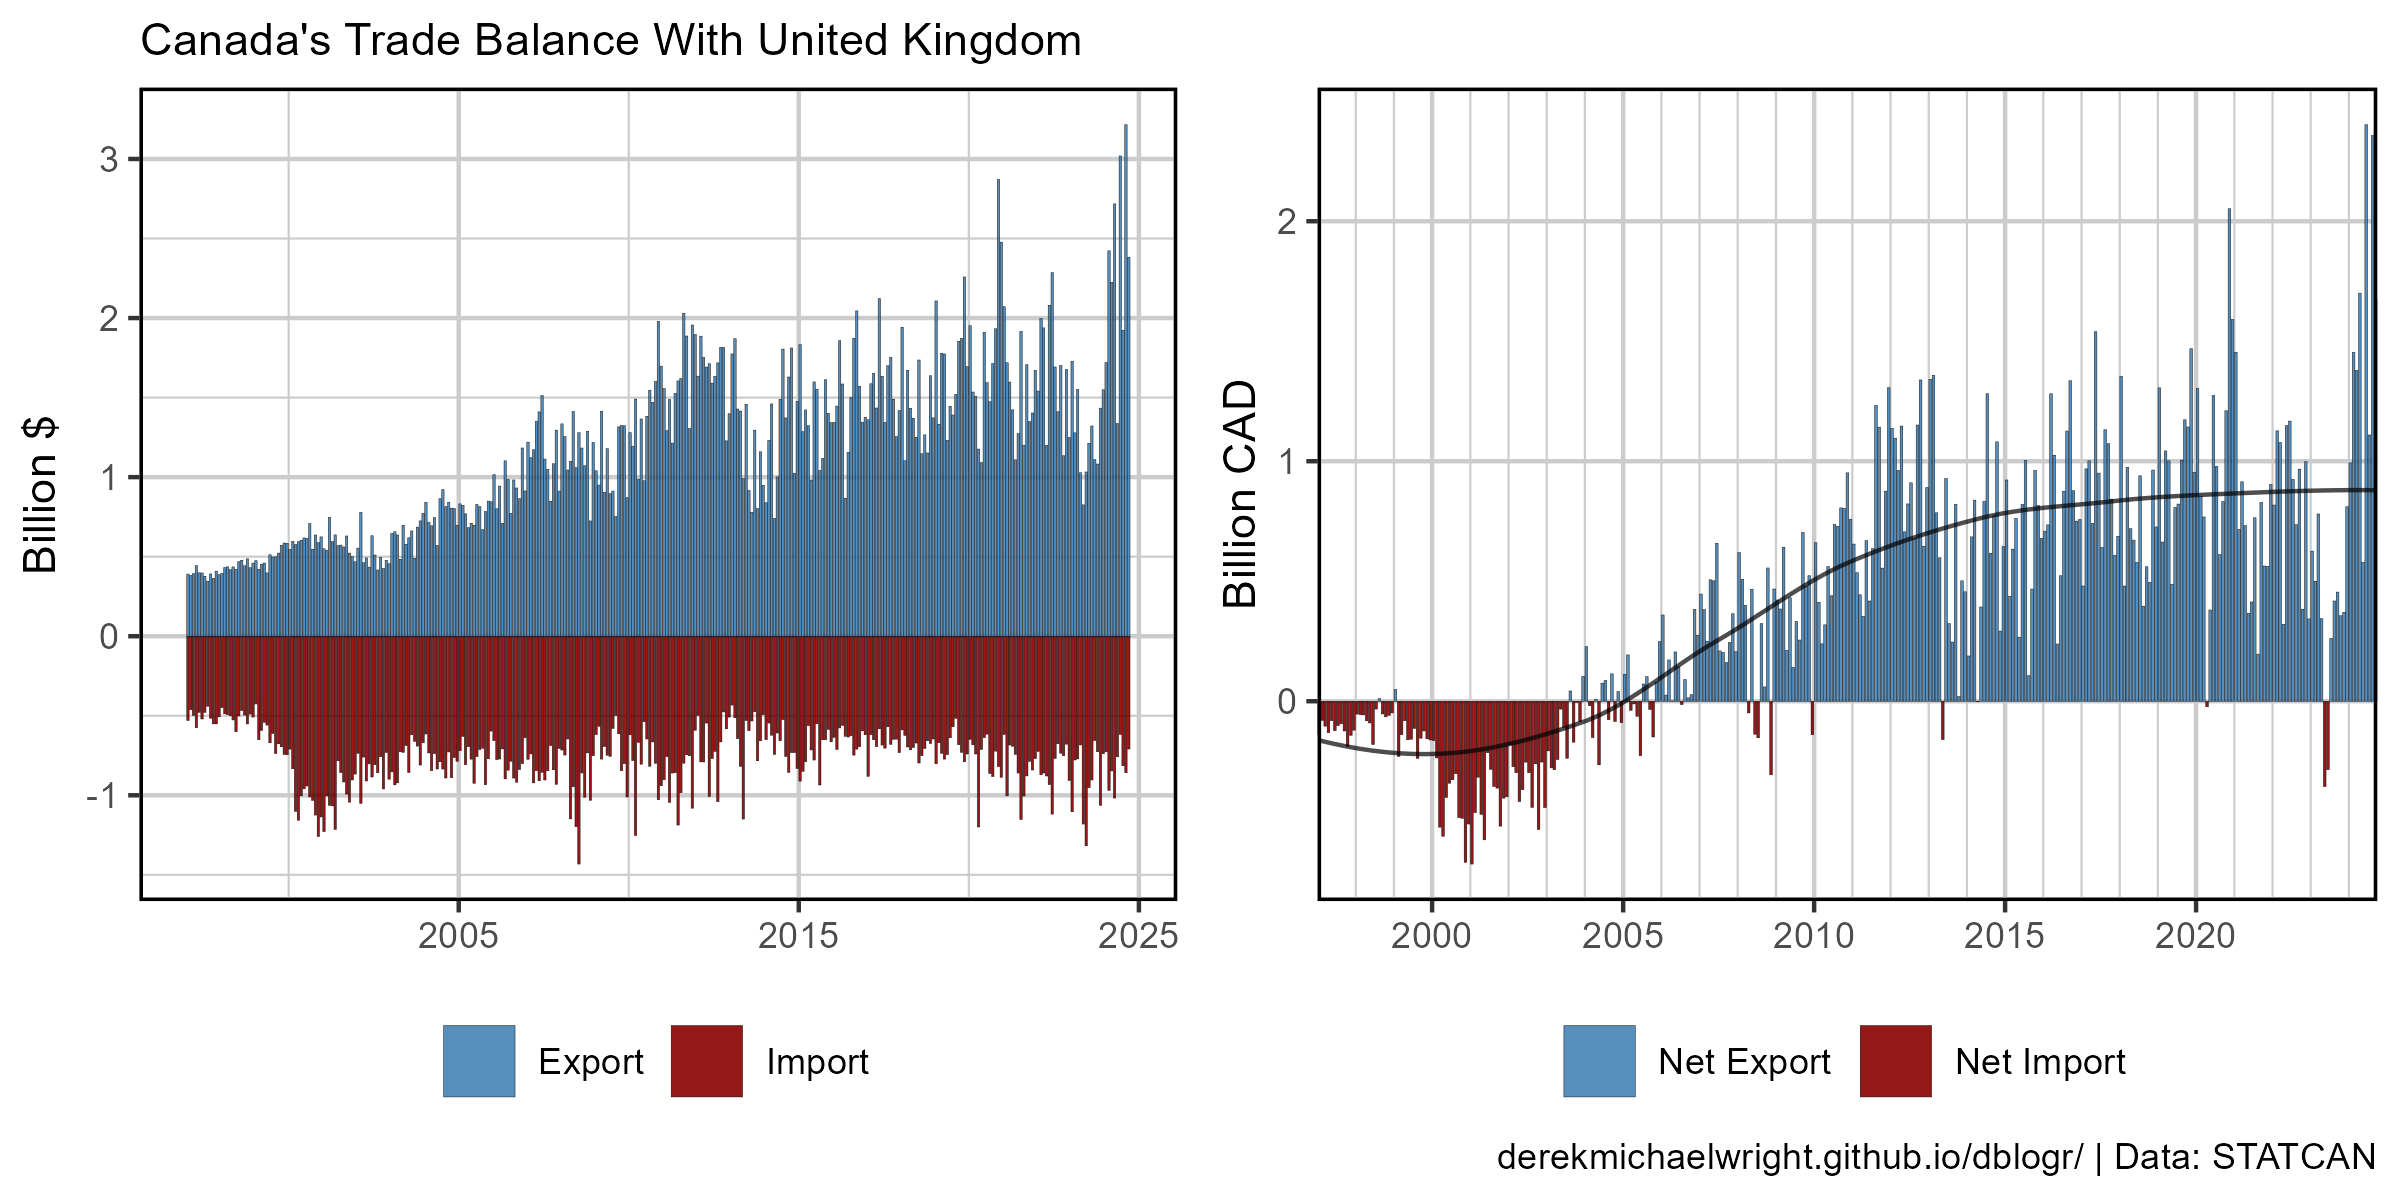 Canada's Trade Balance With United Kingdom
Billion $
3
2
1
0
-1
2005
2015
2025
Export
Import
Billion CAD
2
1
0
2000
2005
2010
2015
2020
Net Export
Net Import
derekmichaelwright.github.io/dblogr/ | Data: STATCAN